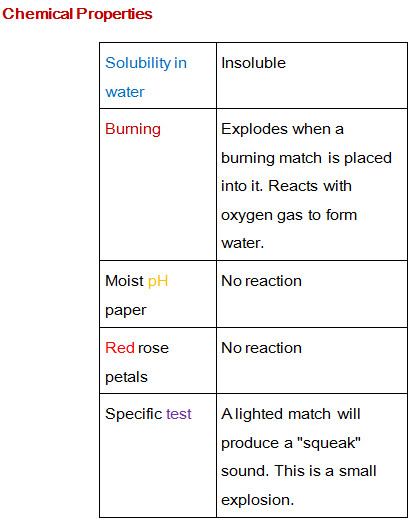 Chemical Properties
Solubility in
water
Insoluble
Burning
Explodes when a
burning match is placed
into it. Reacts with
oxygen gas to form
water.
Moist pH
paper
No reaction
Red rose
petals
No reaction
Specific test
A lighted match will
produce a "squeak"
sound. This is a small
explosion.